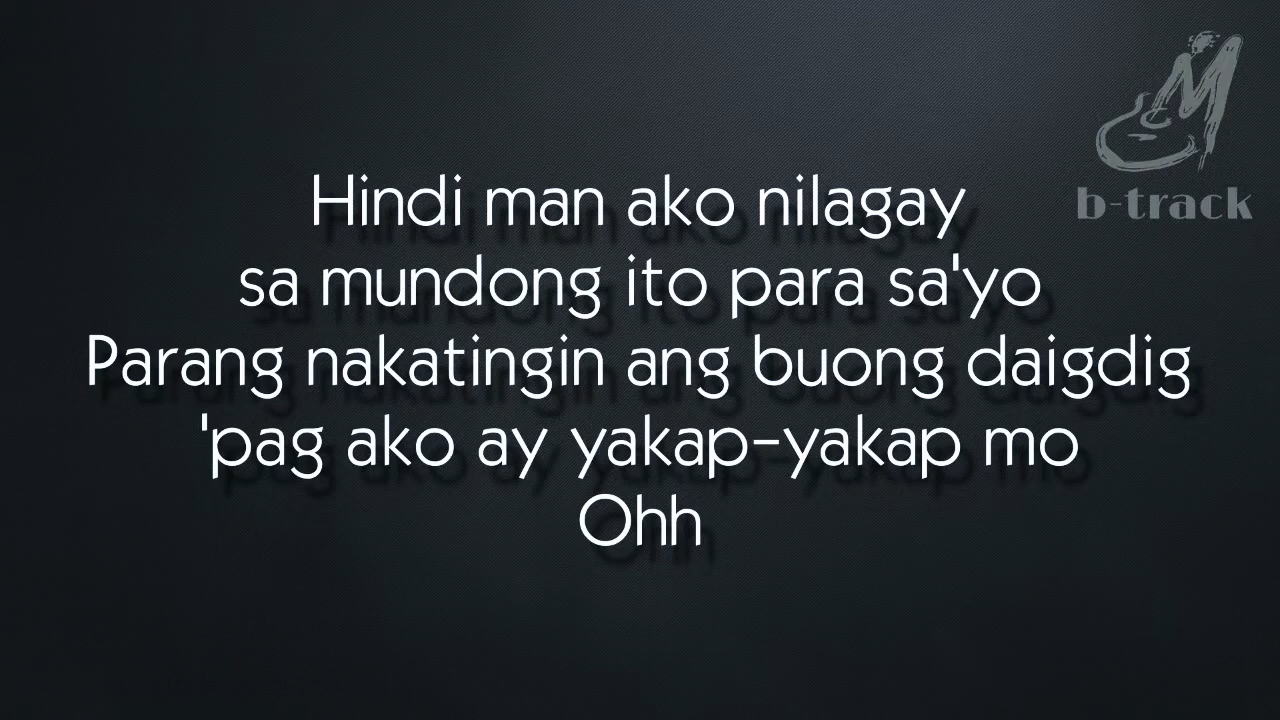 b-track
Hindi man ako nilagay
sa mundong ito para sa'yo
Parang nakatingin ang buong daigdig
'pag ako ay yakap-yakap mo
Ohh